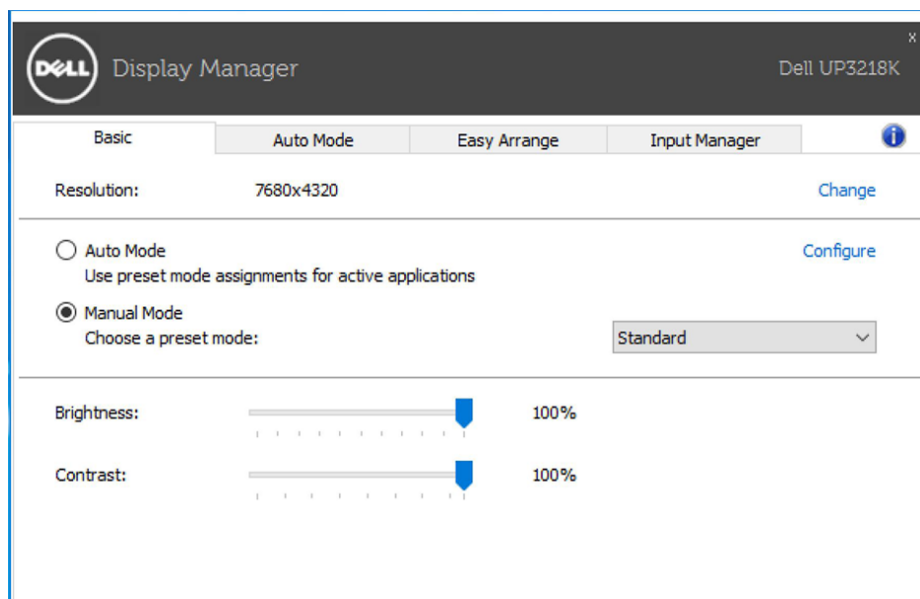 X
DELL Display Manager Dell UP3218K
Basic Auto Mode Easy Arrange Input Manager i
Resolution: 7680x4320 Change
Auto Mode Configure
Use preset mode assignments for active applications
Manual Mode
Choose a preset mode: Standard
Brightness: 100%
Contrast: 100%